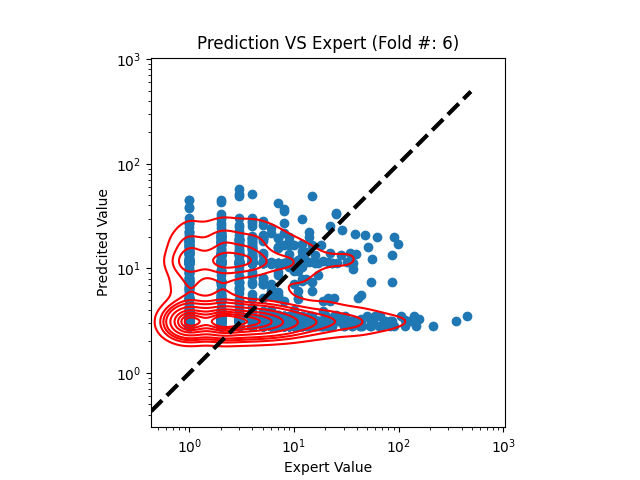 Prediction VS Expert (Fold #: 6)
10³
10²
10¹
10⁰
Predcited Value
10⁰ 10¹ 10² 10³
Expert Value